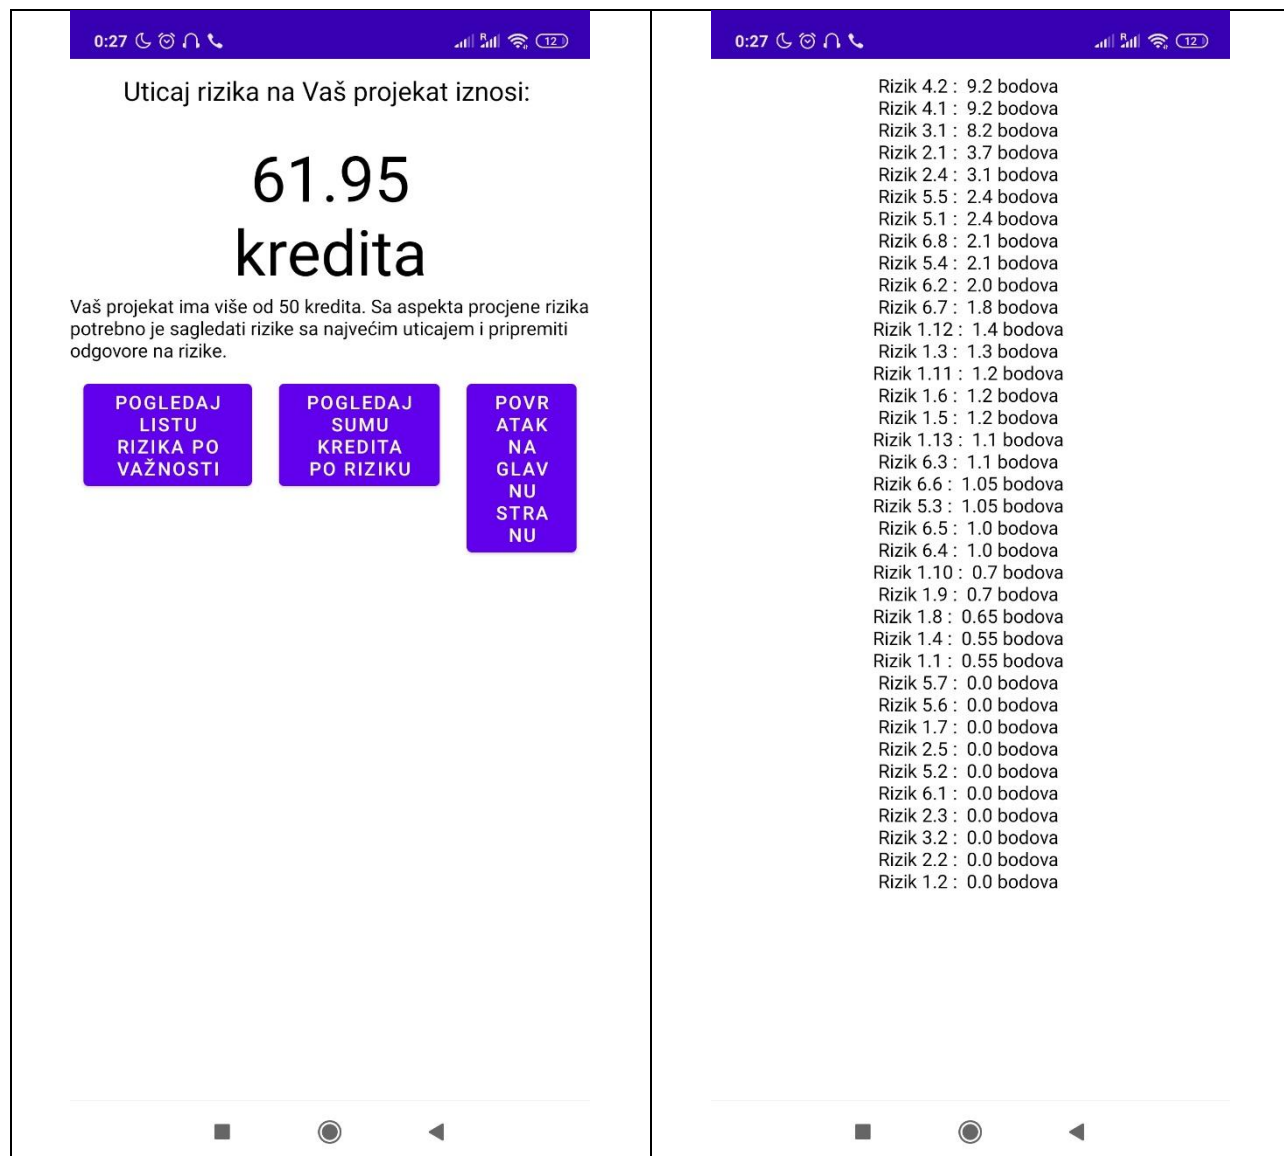 0:27
12
Uticaj rizika na Vaš projekat iznosi:
61.95
kredita
Vaš projekat ima više od 50 kredita. Sa aspekta procjene rizika
potrebno je sagledati rizike sa najvećim uticajem i pripremiti
odgovore na rizike.
POGLEDAJ
LISTU
RIZIKA PO
VAŽNOSTI
POGLEDAJ
SUMU
KREDITA
PO RIZIKU
POVR
ATAK
NA
GLAV
NU
STRA
NU
0:27
12
Rizik 4.2 : 9.2 bodova
Rizik 4.1 : 9.2 bodova
Rizik 3.1 : 8.2 bodova
Rizik 2.1 : 3.7 bodova
Rizik 2.4 : 3.1 bodova
Rizik 5.5 : 2.4 bodova
Rizik 5.1 : 2.4 bodova
Rizik 6.8 : 2.1 bodova
Rizik 5.4 : 2.1 bodova
Rizik 6.2 : 2.0 bodova
Rizik 6.7 : 1.8 bodova
Rizik 1.12 : 1.4 bodova
Rizik 1.3 : 1.3 bodova
Rizik 1.11 : 1.2 bodova
Rizik 1.6 : 1.2 bodova
Rizik 1.5 : 1.2 bodova
Rizik 1.13 : 1.1 bodova
Rizik 6.3 : 1.1 bodova
Rizik 6.6 : 1.05 bodova
Rizik 5.3 : 1.05 bodova
Rizik 6.5 : 1.0 bodova
Rizik 6.4 : 1.0 bodova
Rizik 1.10 : 0.7 bodova
Rizik 1.9 : 0.7 bodova
Rizik 1.8 : 0.65 bodova
Rizik 1.4 : 0.55 bodova
Rizik 1.1 : 0.55 bodova
Rizik 5.7 : 0.0 bodova
Rizik 5.6 : 0.0 bodova
Rizik 1.7 : 0.0 bodova
Rizik 2.5 : 0.0 bodova
Rizik 5.2 : 0.0 bodova
Rizik 6.1 : 0.0 bodova
Rizik 2.3 : 0.0 bodova
Rizik 3.2 : 0.0 bodova
Rizik 2.2 : 0.0 bodova
Rizik 1.2 : 0.0 bodova